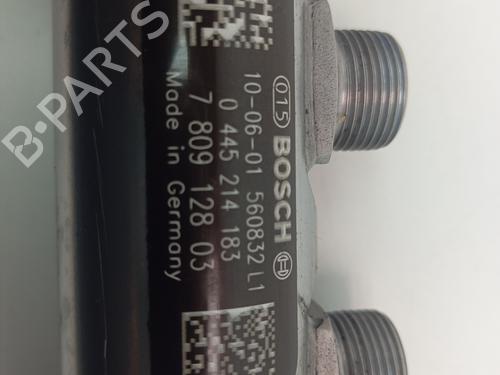 015 BOSCH
10-06-01 560832 L1
0 445 214 183
7 809 128 03
Made in Germany
B-PARTS